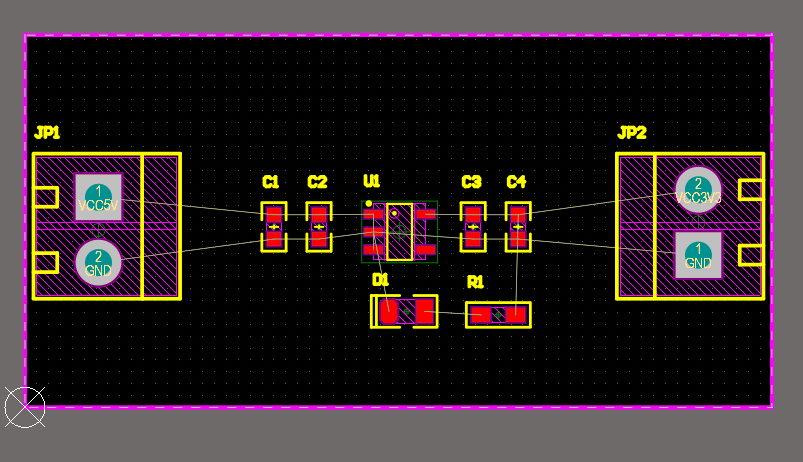 JP1
JP2
C1
C2
U1
C3
C4
1
VCC5V
2
VCC3V3
2
GND
1
GND
D1
R1